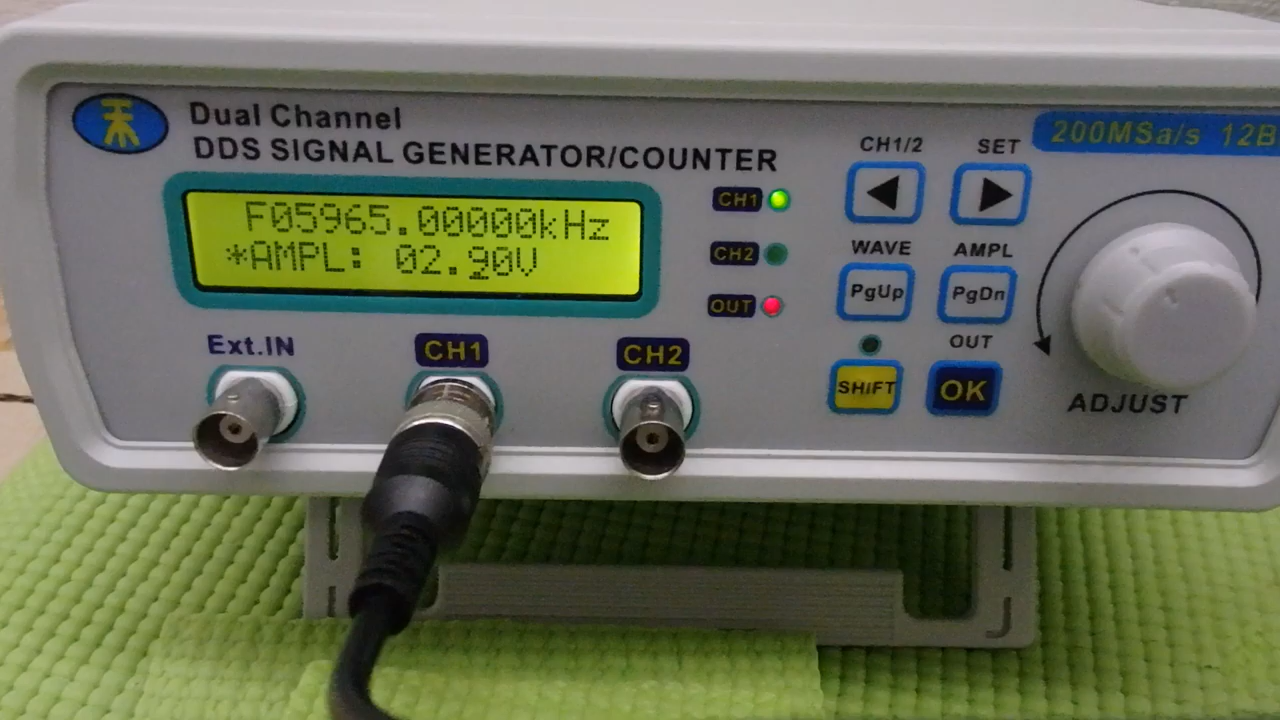 Dual Channel
DDS SIGNAL GENERATOR/COUNTER
200MSa/s 12B
F05965.00000kHz
*AMPL: 02.90V
CH1
CH2
OUT
CH1/2
SET
WAVE
AMPL
PgUp
PgDn
OUT
SHIFT
OK
ADJUST
Ext.IN
CH1
CH2